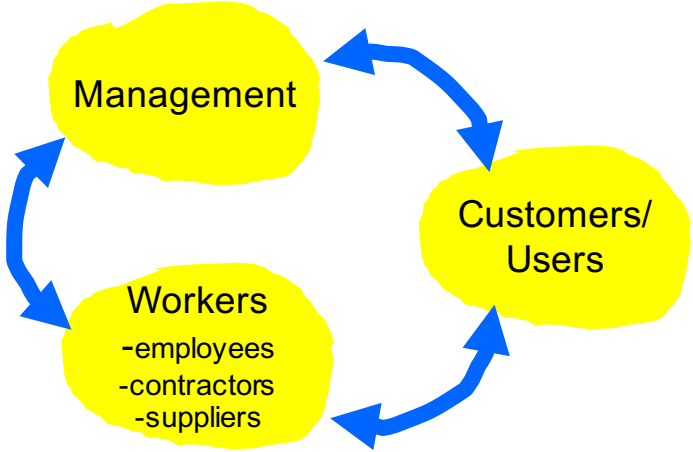 Management
Customers/
Users
Workers
-employees
-contractors
-suppliers